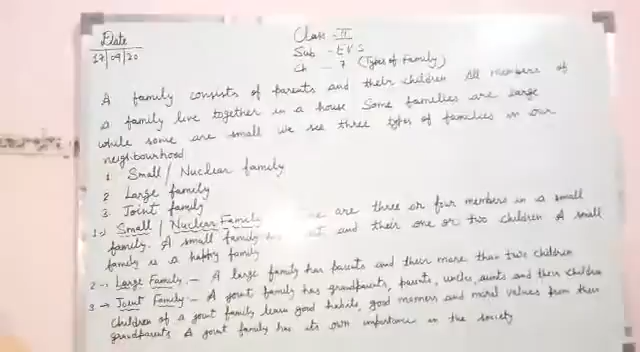 Date
17/09/20
Class - III
Sub - EVS
Ch - 7 (Types of Family)
A family consists of parents and their children All members of
a family live together in a house Some families are large
while some are small We see three types of families in our
neighbourhood
1. Small / Nuclear family
2 Large family
3. Joint family
1 → Small / Nuclear Family are three or four members in a small
family. A small family and their one or two children A small
family is a happy family
2 → Large Family - A large family has parents and their more than two children
3 → Joint Family - A joint family has grandparents, parents, uncles, aunts and their children
Children of a joint family learn good habits, good manners and moral values from their
grandparents A joint family has its own importance in the society